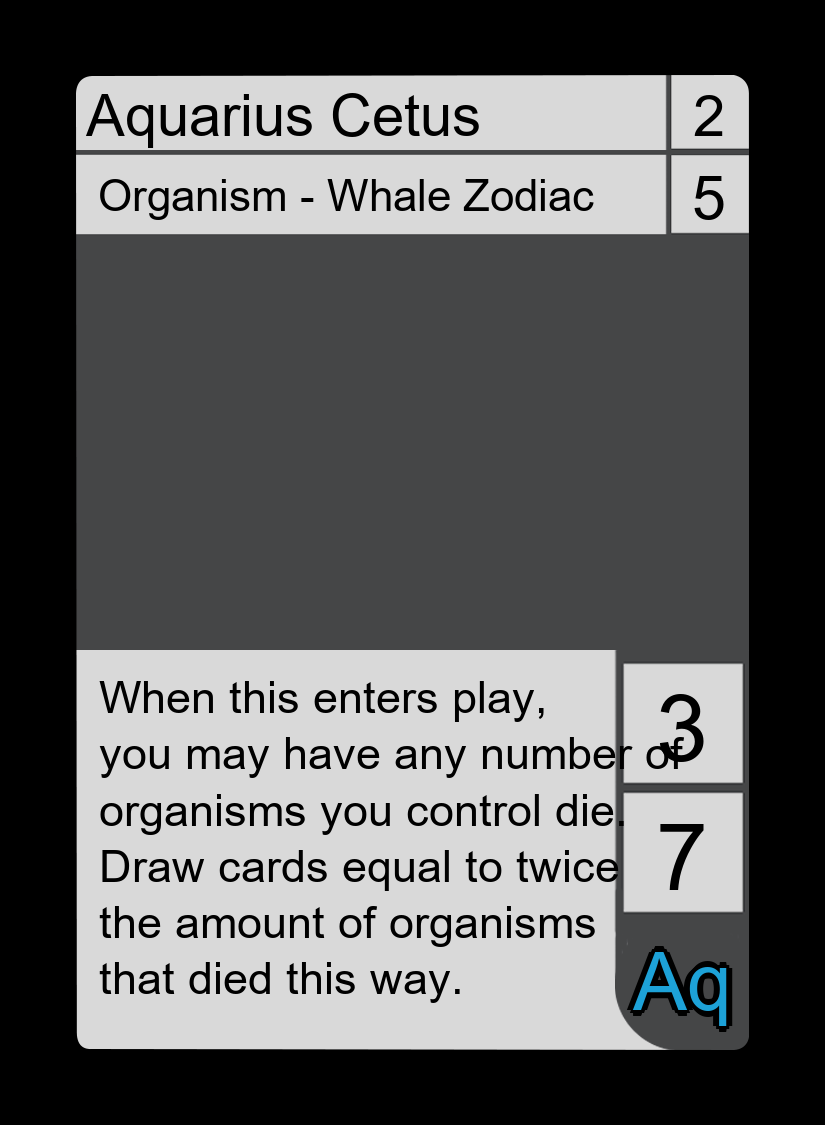 Aquarius Cetus
2
Organism - Whale Zodiac
5
When this enters play,
you may have any number of
organisms you control die.
Draw cards equal to twice
the amount of organisms
that died this way.
3
7
Aq